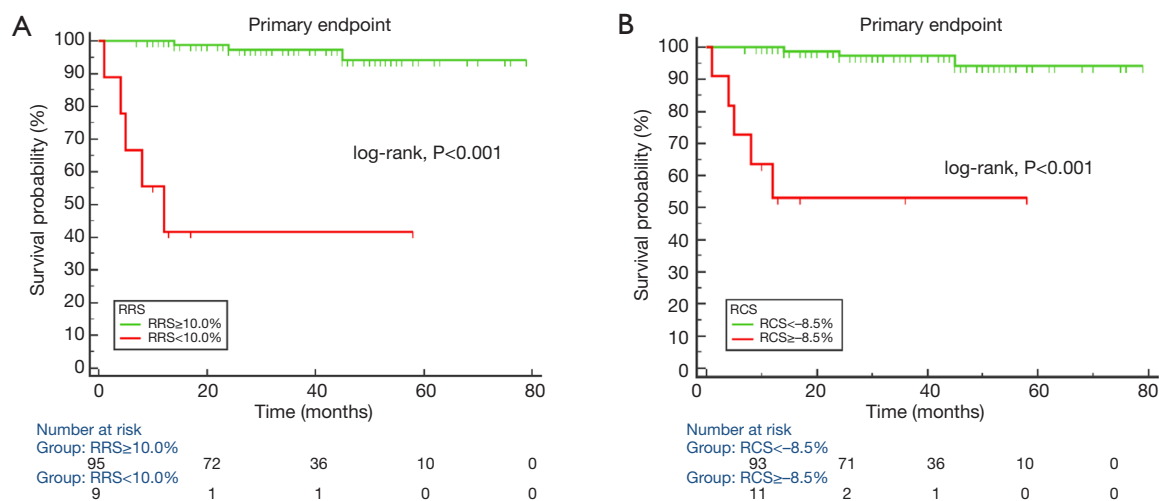 A
Primary endpoint
Survival probability (%)
100
90
80
70
60
50
40
30
20
10
0
log-rank, P<0.001
RRS
RRS≥10.0%
RRS<10.0%
0 20 40 60 80
Time (months)
Number at risk
Group: RRS≥10.0%
95 72 36 10 0
Group: RRS<10.0%
9 1 1 0 0
B
Primary endpoint
Survival probability (%)
100
90
80
70
60
50
40
30
20
10
0
log-rank, P<0.001
RCS
RCS<–8.5%
RCS≥–8.5%
0 20 40 60 80
Time (months)
Number at risk
Group: RCS<–8.5%
93 71 36 10 0
Group: RCS≥–8.5%
11 2 1 0 0